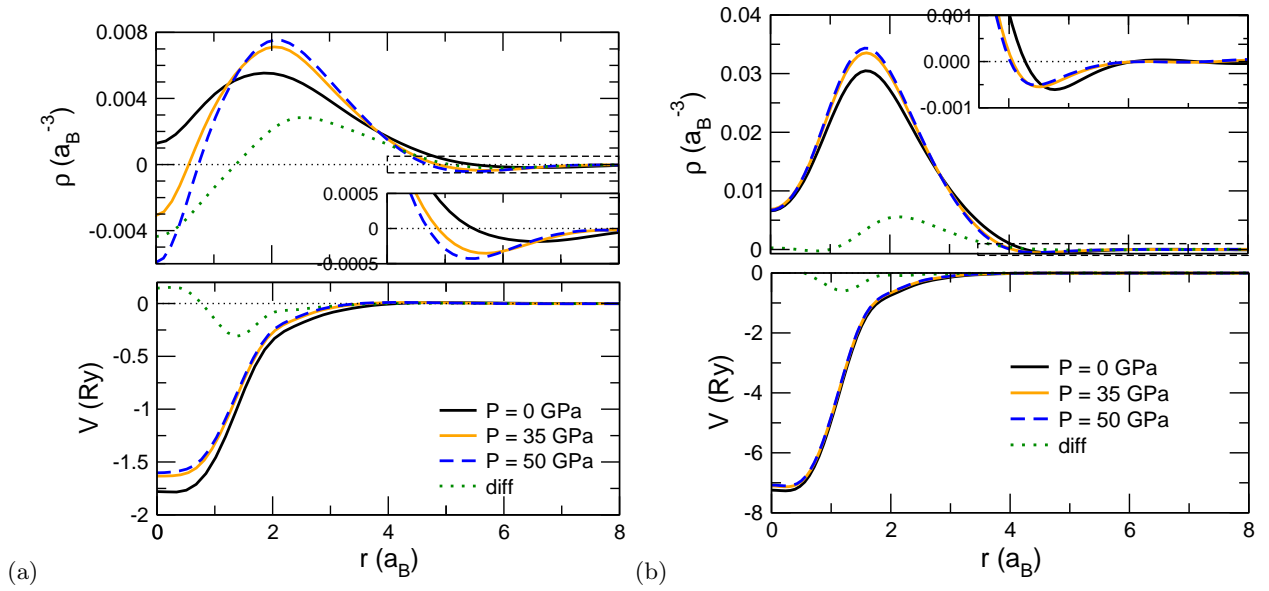 0.008
0.004
0
-0.004
ρ (a_B^-3)
0.0005
0
-0.0005
0
-0.5
-1
-1.5
-2
V (Ry)
P = 0 GPa
P = 35 GPa
P = 50 GPa
diff
0 2 4 6 8
r (a_B)
(a)
0.04
0.03
0.02
0.01
0
ρ (a_B^-3)
0.001
0.000
-0.001
0
-2
-4
-6
-8
V (Ry)
P = 0 GPa
P = 35 GPa
P = 50 GPa
diff
0 2 4 6 8
r (a_B)
(b)